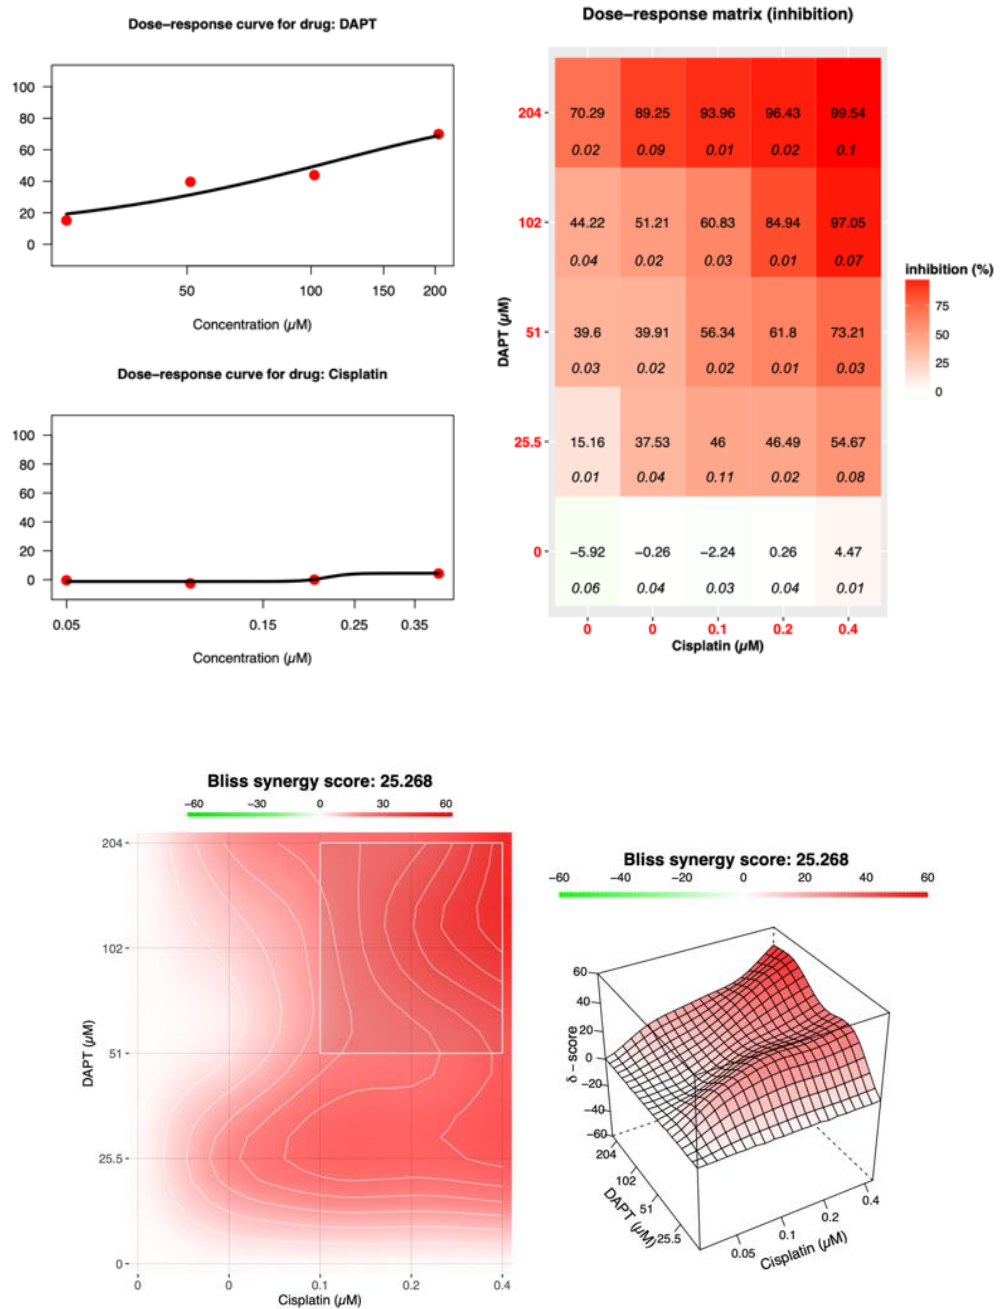 Dose–response curve for drug: DAPT
100
80
60
40
20
0
50 100 150 200
Concentration (µM)
Dose–response curve for drug: Cisplatin
100
80
60
40
20
0
0.05 0.15 0.25 0.35
Concentration (µM)
Dose–response matrix (inhibition)
DAPT (µM)
204 70.29 89.25 93.96 96.43 99.54
0.02 0.09 0.01 0.02 0.1
102 44.22 51.21 60.83 84.94 97.05
0.04 0.02 0.03 0.01 0.07
51 39.6 39.91 56.34 61.8 73.21
0.03 0.02 0.02 0.01 0.03
25.5 15.16 37.53 46 46.49 54.67
0.01 0.04 0.11 0.02 0.08
0 −5.92 −0.26 −2.24 0.26 4.47
0.06 0.04 0.03 0.04 0.01
0 0 0.1 0.2 0.4
Cisplatin (µM)
inhibition (%)
75
50
25
0
Bliss synergy score: 25.268
−60 −30 0 30 60
DAPT (µM)
204
102
51
25.5
0
0 0 0.1 0.2 0.4
Cisplatin (µM)
Bliss synergy score: 25.268
−60 −40 −20 0 20 40 60
δ − score
60
40
20
0
−20
−40
−60
204
102
51
25.5
DAPT (µM)
0.05
0.1
0.2
0.4
Cisplatin (µM)